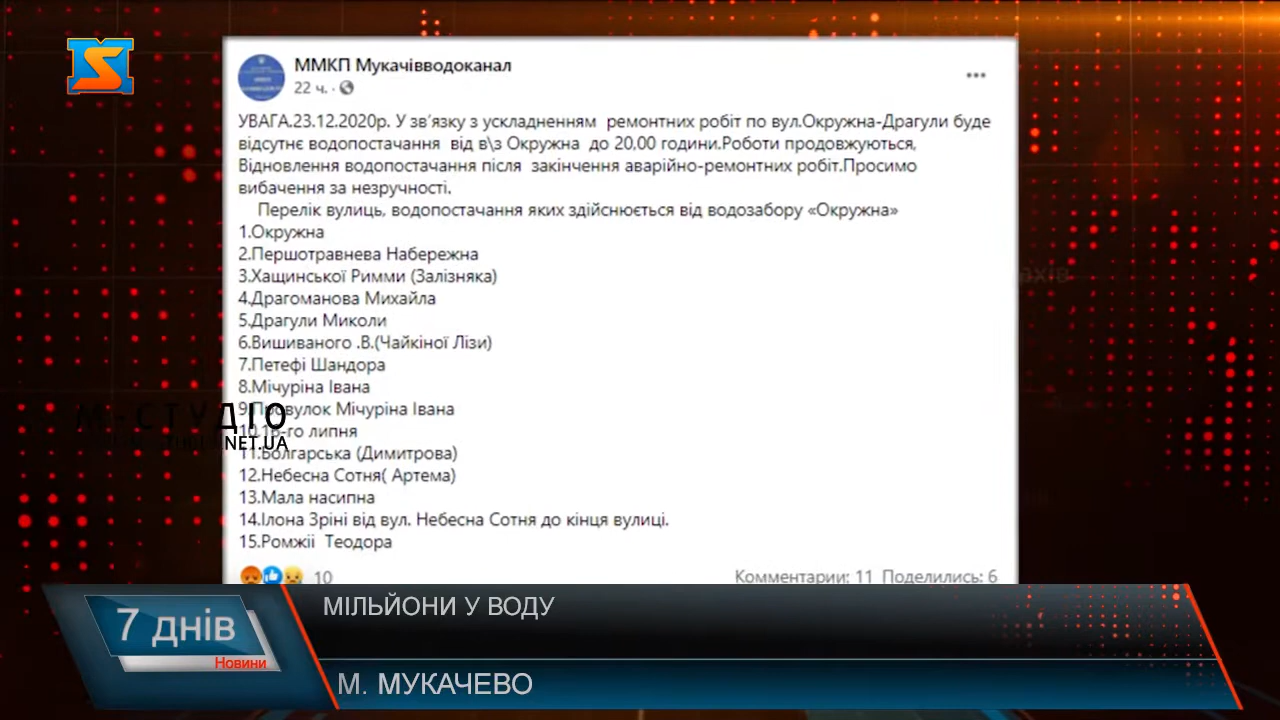 ММКП Мукачівводоканал
22 ч. ·
УВАГА.23.12.2020р. У зв'язку з ускладненням ремонтних робіт по вул.Окружна-Драгули буде
відсутнє водопостачання від в\з Окружна до 20,00 години.Роботи продовжуються,
Відновлення водопостачання після закінчення аварійно-ремонтних робіт.Просимо
вибачення за незручності.
Перелік вулиць, водопостачання яких здійснюється від водозабору «Окружна»
1.Окружна
2.Першотравнева Набережна
3.Хащинської Римми (Залізняка)
4.Драгоманова Михайла
5.Драгули Миколи
6.Вишиваного .В.(Чайкіної Лізи)
7.Петефі Шандора
8.Мічуріна Івана
9.Провулок Мічуріна Івана
М-СТУДІО
10.16-го липня
NET.UA
11.Болгарська (Димитрова)
12.Небесна Сотня( Артема)
13.Мала насипна
14.Ілона Зріні від вул. Небесна Сотня до кінця вулиці.
15.Ромжії Теодора
10
Комментарии: 11 Поделились: 6
7 днів
Новини
МІЛЬЙОНИ У ВОДУ
М. МУКАЧЕВО